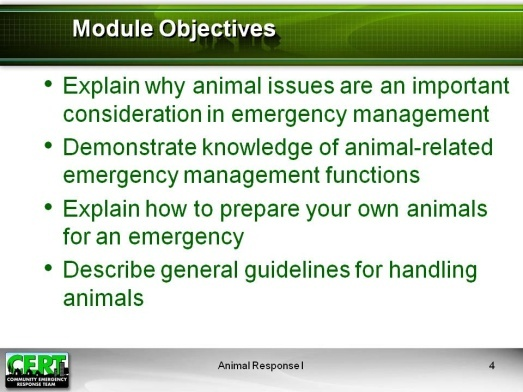 Module Objectives
• Explain why animal issues are an important
consideration in emergency management
• Demonstrate knowledge of animal-related
emergency management functions
• Explain how to prepare your own animals
for an emergency
• Describe general guidelines for handling
animals
CERT
COMMUNITY EMERGENCY
RESPONSE TEAM
Animal Response I
4